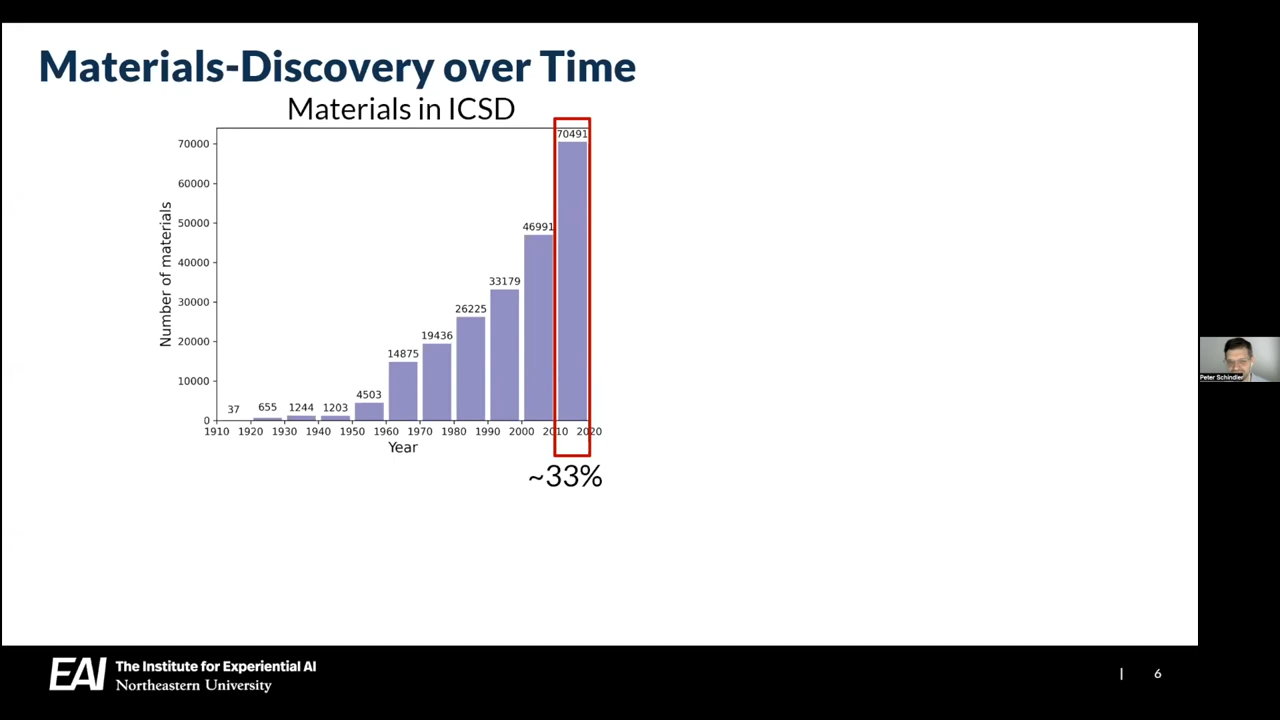 Materials-Discovery over Time
Materials in ICSD
70491
70000
60000
50000
46991
40000
33179
30000
26225
20000
19436
14875
10000
4503
37 655 1244 1203
0
1910 1920 1930 1940 1950 1960 1970 1980 1990 2000 2010 2020
Number of materials
Year
~33%
Peter Schindler
EAI The Institute for Experiential AI
Northeastern University
| 6